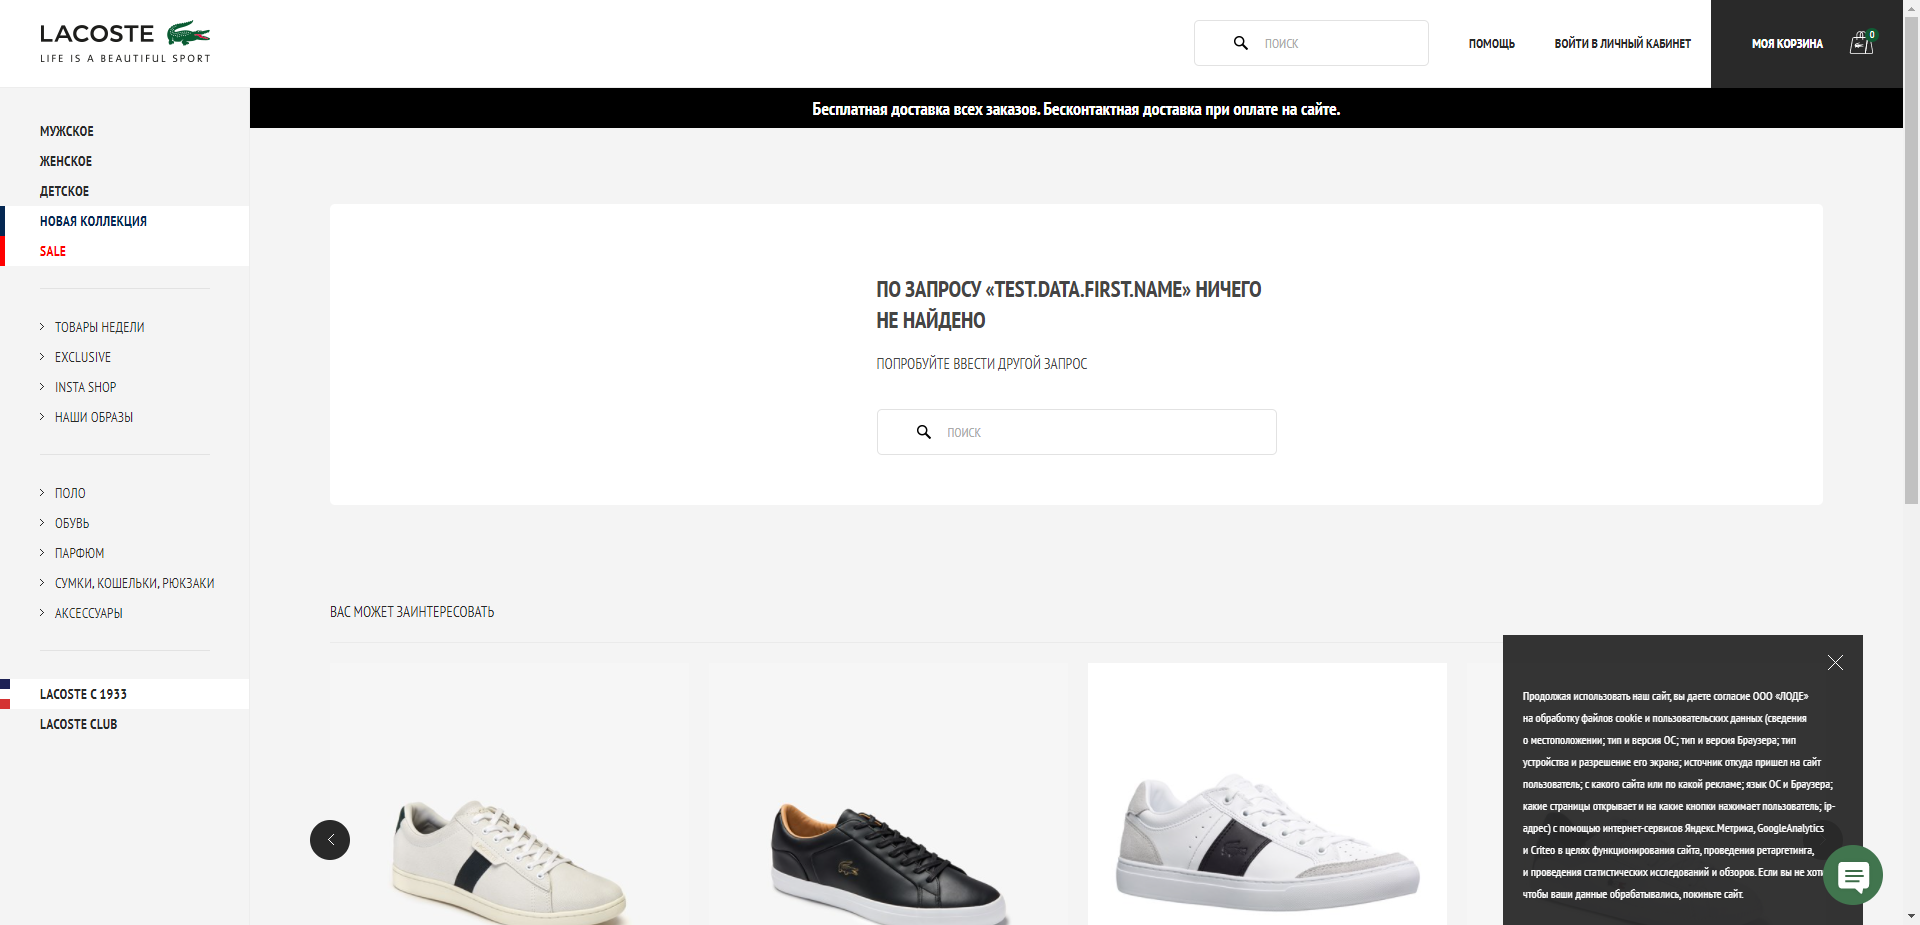 LACOSTE
LIFE IS A BEAUTIFUL SPORT
ПОИСК
ПОМОЩЬ
ВОЙТИ В ЛИЧНЫЙ КАБИНЕТ
МОЯ КОРЗИНА
0
Бесплатная доставка всех заказов. Бесконтактная доставка при оплате на сайте.
МУЖСКОЕ
ЖЕНСКОЕ
ДЕТСКОЕ
НОВАЯ КОЛЛЕКЦИЯ
SALE
ТОВАРЫ НЕДЕЛИ
EXCLUSIVE
INSTA SHOP
НАШИ ОБРАЗЫ
ПОЛО
ОБУВЬ
ПАРФЮМ
СУМКИ, КОШЕЛЬКИ, РЮКЗАКИ
АКСЕССУАРЫ
LACOSTE С 1933
LACOSTE CLUB
ПО ЗАПРОСУ «TEST.DATA.FIRST.NAME» НИЧЕГО
НЕ НАЙДЕНО
ПОПРОБУЙТЕ ВВЕСТИ ДРУГОЙ ЗАПРОС
ПОИСК
ВАС МОЖЕТ ЗАИНТЕРЕСОВАТЬ
Продолжая использовать наш сайт, вы даете согласие ООО «ЛОДЕ»
на обработку файлов cookie и пользовательских данных (сведения
о местоположении; тип и версия ОС; тип и версия Браузера; тип
устройства и разрешение его экрана; источник откуда пришел на сайт
пользователь; с какого сайта или по какой рекламе; язык ОС и Браузера;
какие страницы открывает и на какие кнопки нажимает пользователь; ip-
адрес) с помощью интернет-сервисов Яндекс.Метрика, GoogleAnalytics
и Criteo в целях функционирования сайта, проведения ретаргетинга,
и проведения статистических исследований и обзоров. Если вы не хоти
чтобы ваши данные обрабатывались, покиньте сайт.